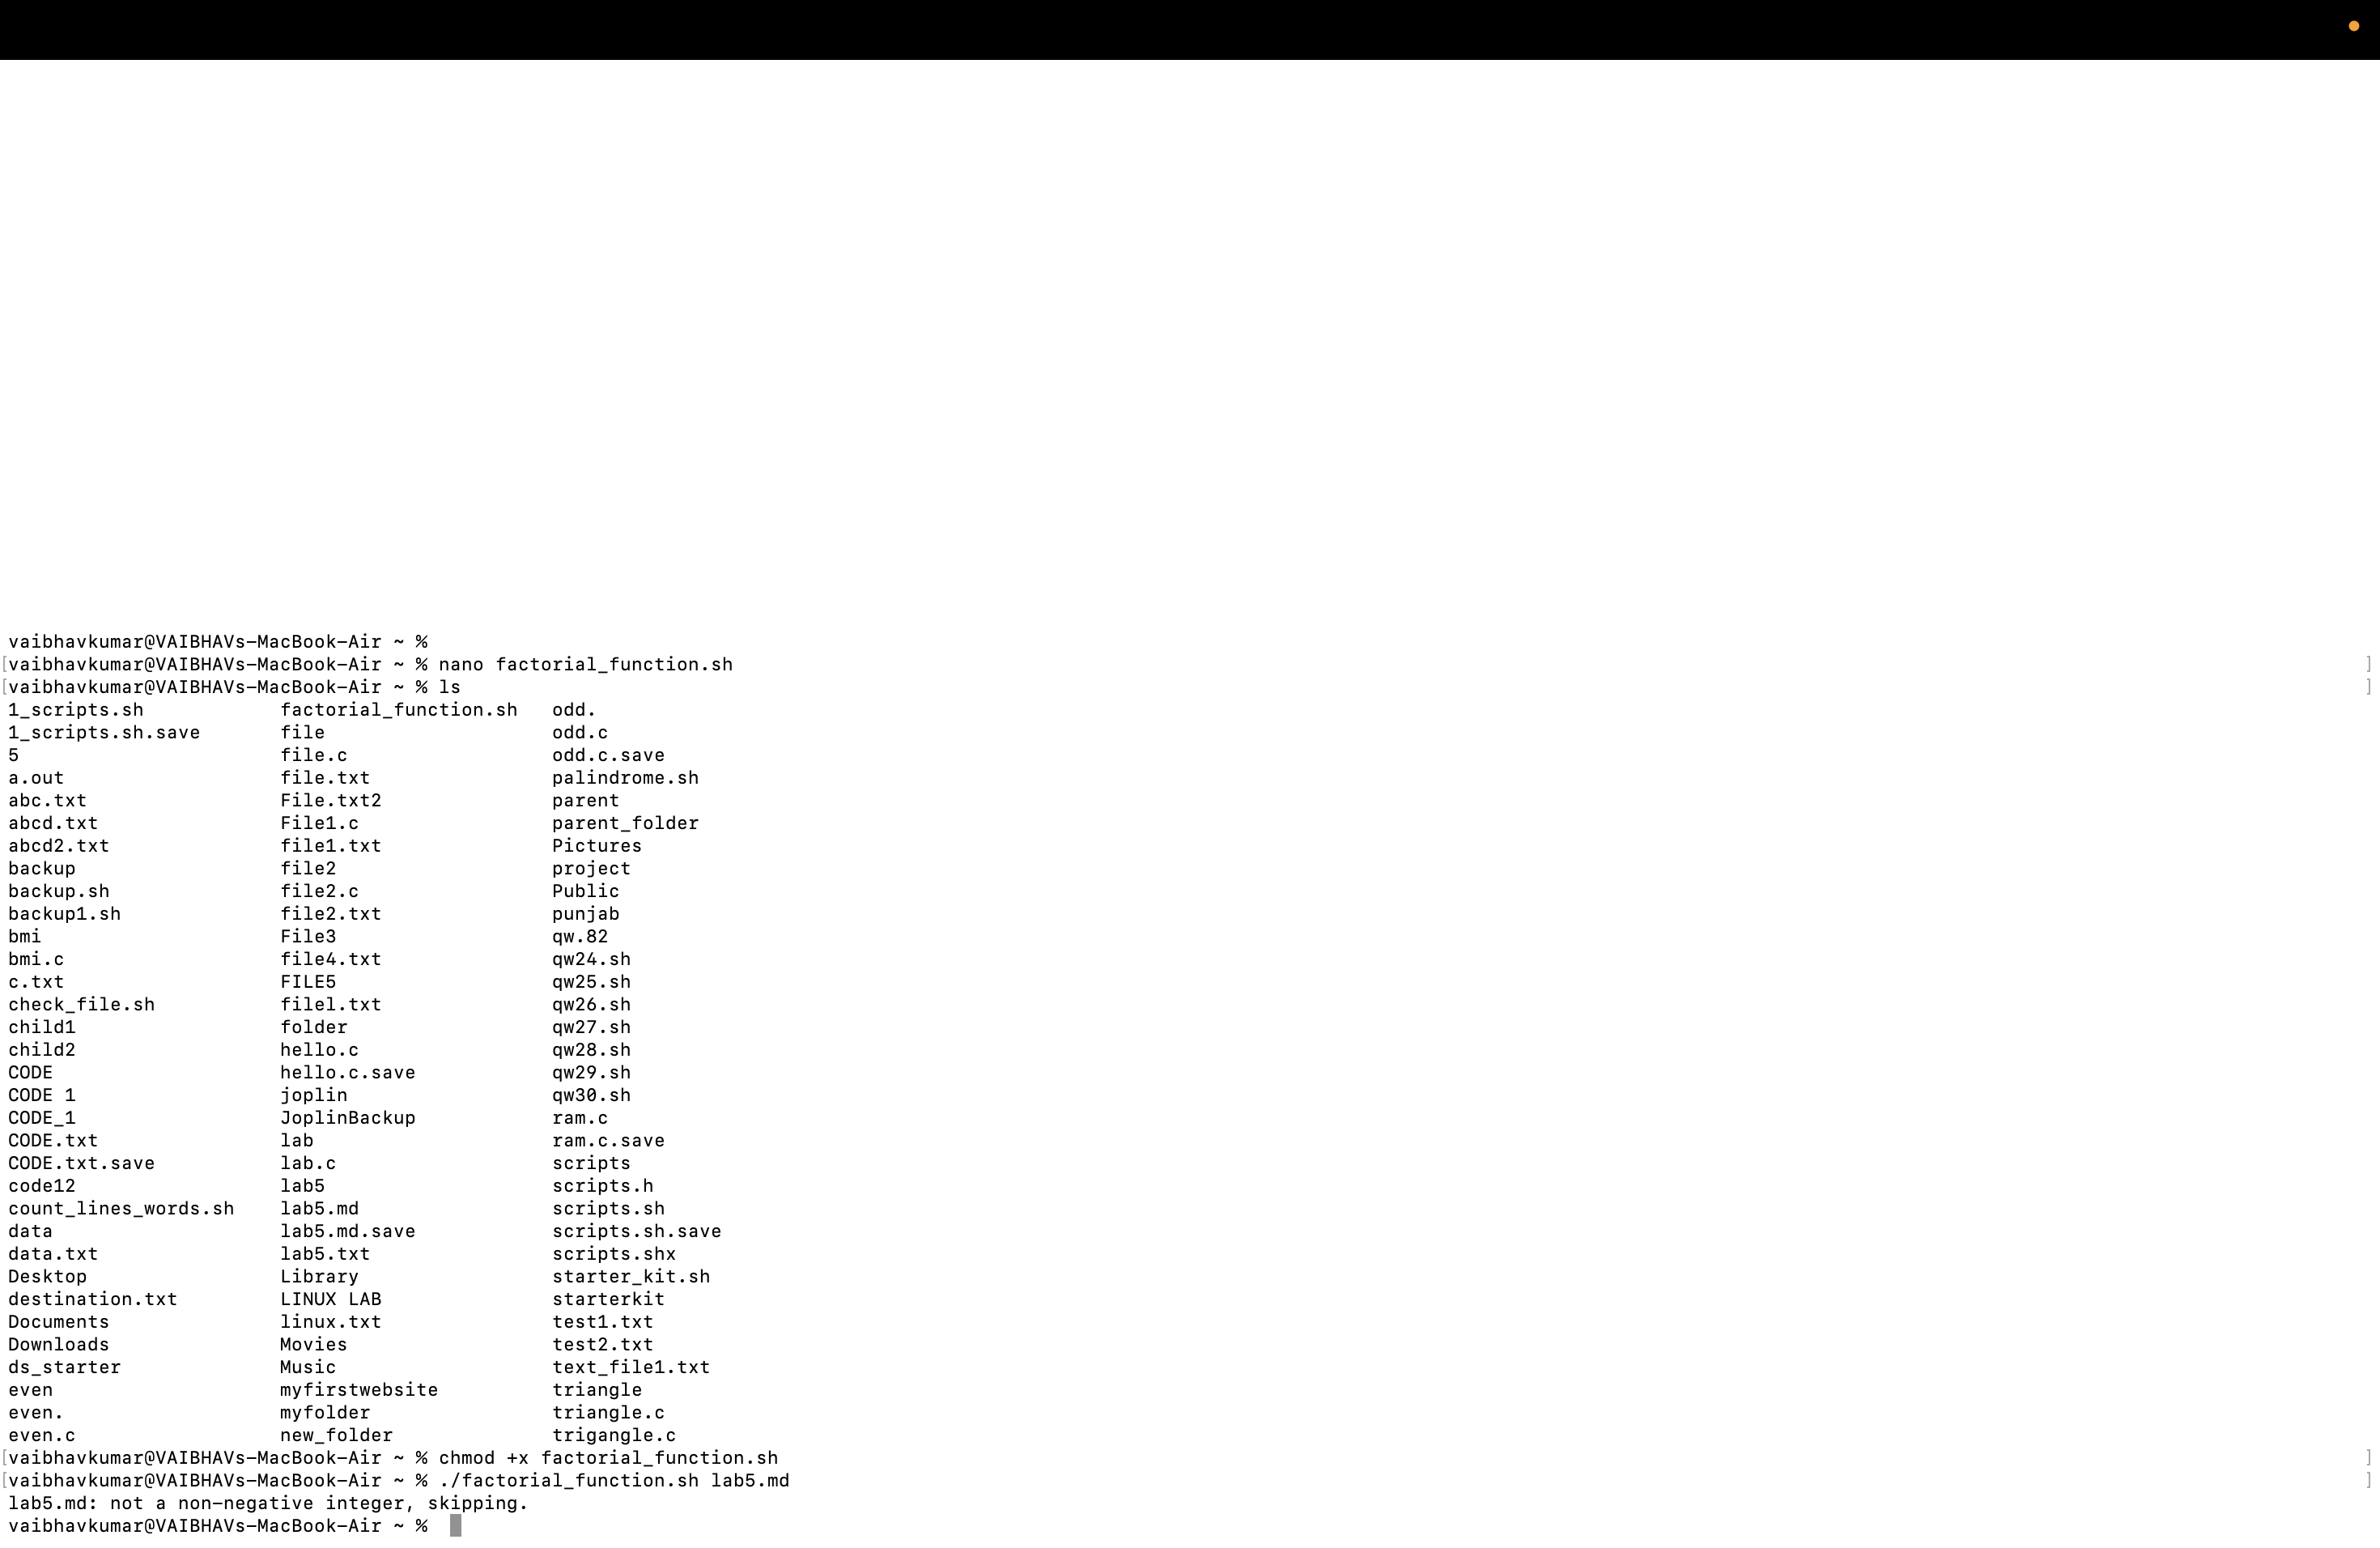 vaibhavkumar@VAIBHAVs-MacBook-Air ~ %
[vaibhavkumar@VAIBHAVs-MacBook-Air ~ % nano factorial_function.sh ]
[vaibhavkumar@VAIBHAVs-MacBook-Air ~ % ls ]
1_scripts.sh factorial_function.sh odd.
1_scripts.sh.save file odd.c
5 file.c odd.c.save
a.out file.txt palindrome.sh
abc.txt File.txt2 parent
abcd.txt File1.c parent_folder
abcd2.txt file1.txt Pictures
backup file2 project
backup.sh file2.c Public
backup1.sh file2.txt punjab
bmi File3 qw.82
bmi.c file4.txt qw24.sh
c.txt FILE5 qw25.sh
check_file.sh filel.txt qw26.sh
child1 folder qw27.sh
child2 hello.c qw28.sh
CODE hello.c.save qw29.sh
CODE 1 joplin qw30.sh
CODE_1 JoplinBackup ram.c
CODE.txt lab ram.c.save
CODE.txt.save lab.c scripts
code12 lab5 scripts.h
count_lines_words.sh lab5.md scripts.sh
data lab5.md.save scripts.sh.save
data.txt lab5.txt scripts.shx
Desktop Library starter_kit.sh
destination.txt LINUX LAB starterkit
Documents linux.txt test1.txt
Downloads Movies test2.txt
ds_starter Music text_file1.txt
even myfirstwebsite triangle
even. myfolder triangle.c
even.c new_folder trigangle.c
[vaibhavkumar@VAIBHAVs-MacBook-Air ~ % chmod +x factorial_function.sh ]
[vaibhavkumar@VAIBHAVs-MacBook-Air ~ % ./factorial_function.sh lab5.md ]
lab5.md: not a non-negative integer, skipping.
vaibhavkumar@VAIBHAVs-MacBook-Air ~ %